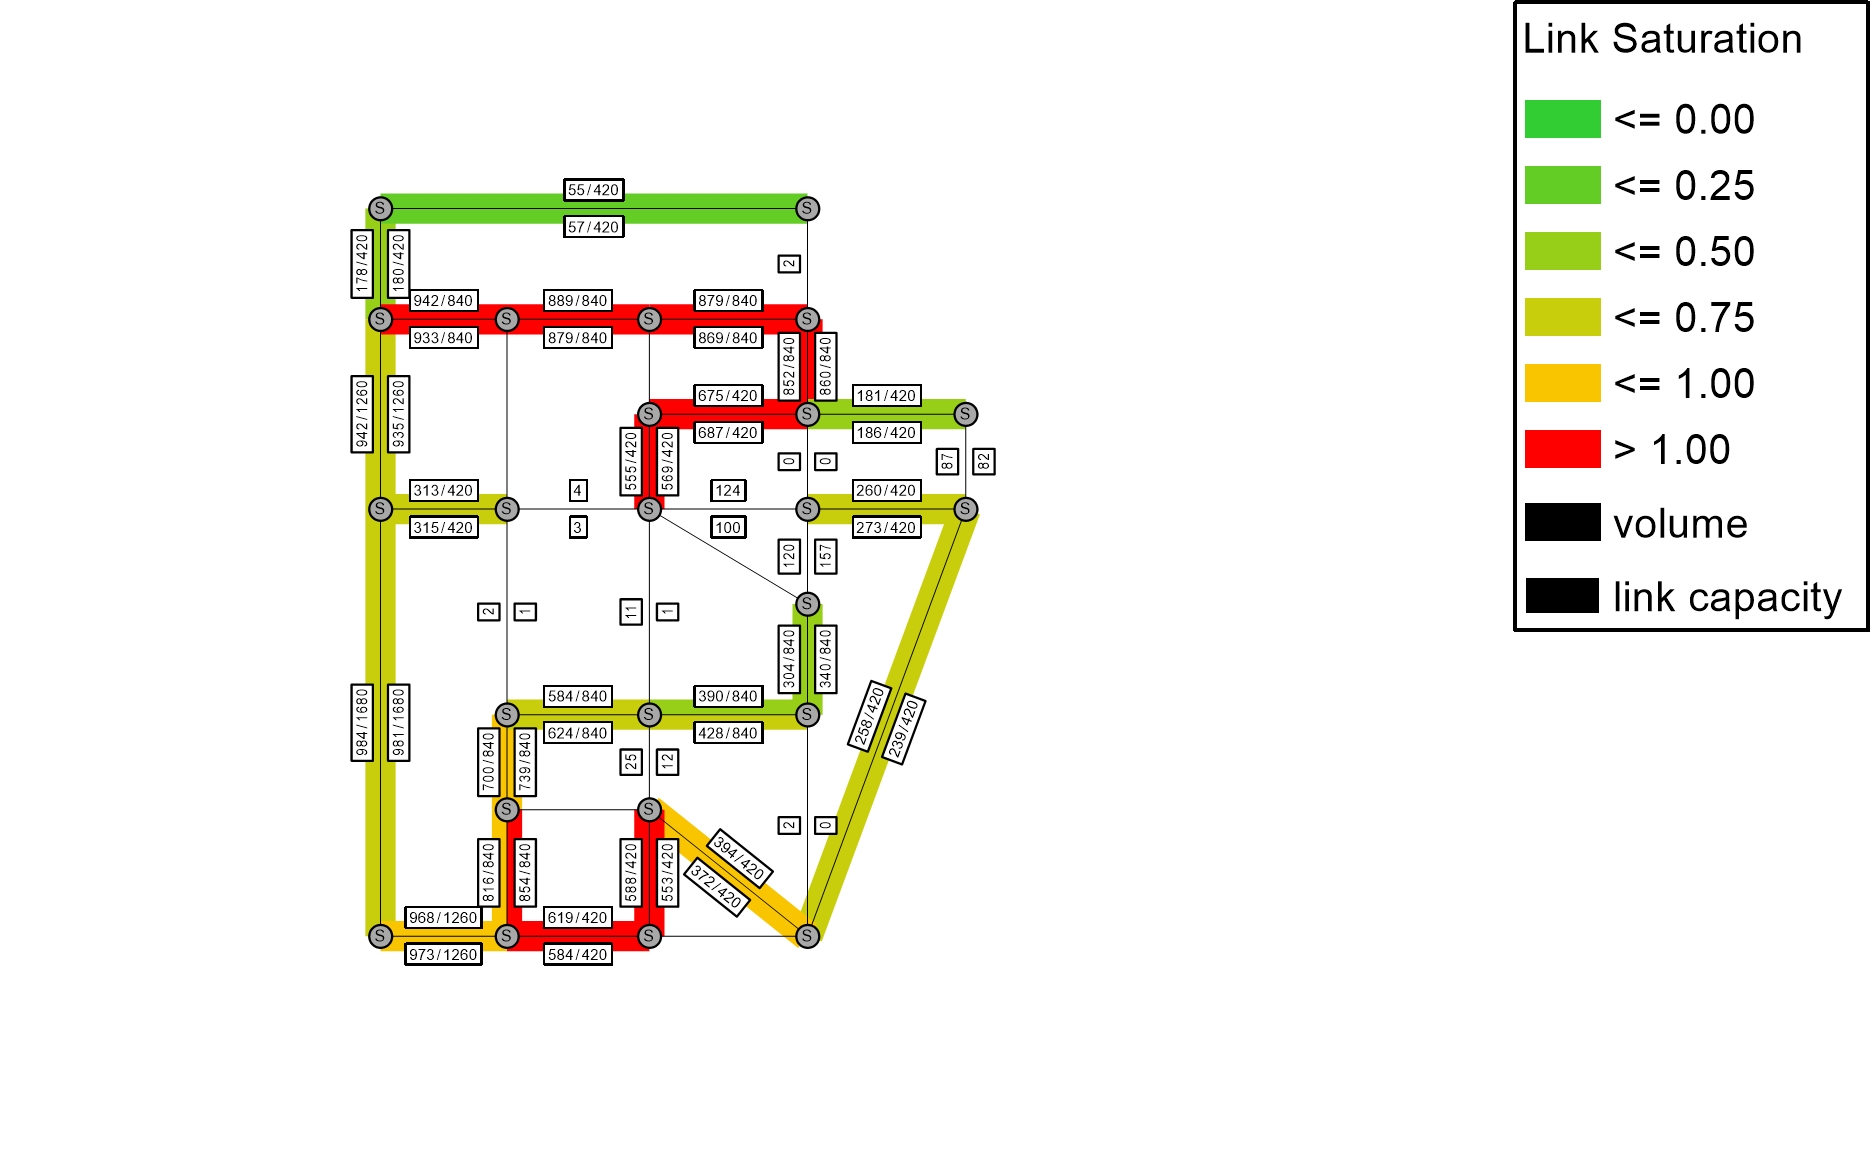 Link Saturation
<= 0.00
<= 0.25
<= 0.50
<= 0.75
<= 1.00
> 1.00
volume
link capacity
55/420
S
S
57/420
178/420
180/420
2
942/840
889/840
879/840
S
S
S
S
933/840
879/840
869/840
852/840
860/840
942/1260
935/1260
675/420
181/420
S
S
S
687/420
186/420
555/420
569/420
0
0
87
82
313/420
4
124
260/420
S
S
S
S
S
315/420
3
100
273/420
120
157
S
2
1
11
1
304/840
340/840
584/840
390/840
S
S
S
624/840
428/840
984/1680
981/1680
258/420
239/420
700/840
739/840
25
12
S
S
2
0
394/420
372/420
816/840
854/840
588/420
553/420
968/1260
619/420
S
S
S
S
973/1260
584/420